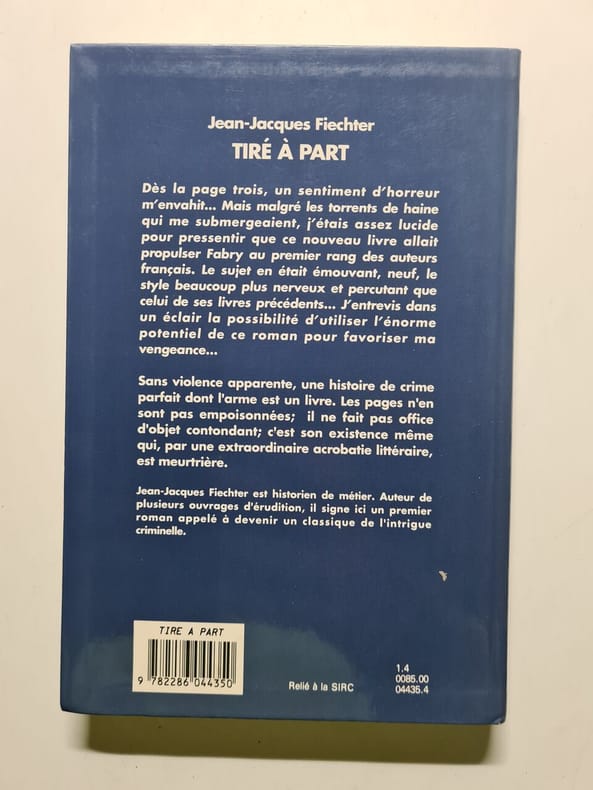 Jean-Jacques Fiechter
TIRÉ À PART
Dès la page trois, un sentiment d'horreur
m'envahit... Mais malgré les torrents de haine
qui me submergeaient, j'étais assez lucide
pour pressentir que ce nouveau livre allait
propulser Fabry au premier rang des auteurs
français. Le sujet en était émouvant, neuf, le
style beaucoup plus nerveux et percutant que
celui de ses livres précédents... J'entrevis dans
un éclair la possibilité d'utiliser l'énorme
potentiel de ce roman pour favoriser ma
vengeance...
Sans violence apparente, une histoire de crime
parfait dont l'arme est un livre. Les pages n'en
sont pas empoisonnées; il ne fait pas office
d'objet contondant; c'est son existence même
qui, par une extraordinaire acrobatie littéraire,
est meurtrière.
Jean-Jacques Fiechter est historien de métier. Auteur de
plusieurs ouvrages d'érudition, il signe ici un premier
roman appelé à devenir un classique de l'intrigue
criminelle.
TIRE A PART
9 782286 044350
Relié à la SIRC
1.4
0085.00
04435.4